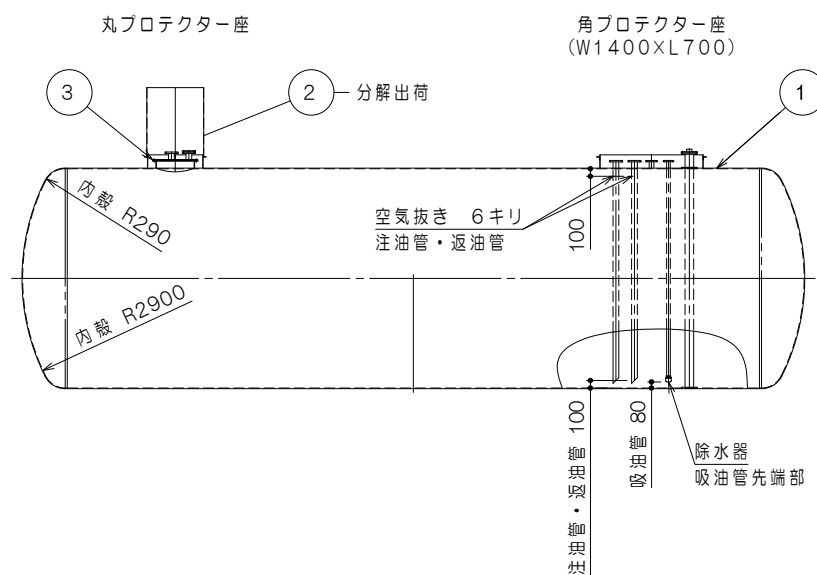 丸プロテクター座
角プロテクター座
(W1400×L700)
3
2
分解出荷
1
内殻 R290
空気抜き 6キリ
注油管・返油管
100
内殻 R2900
注油管・返油管 100
吸油管 80
除水器
吸油管先端部